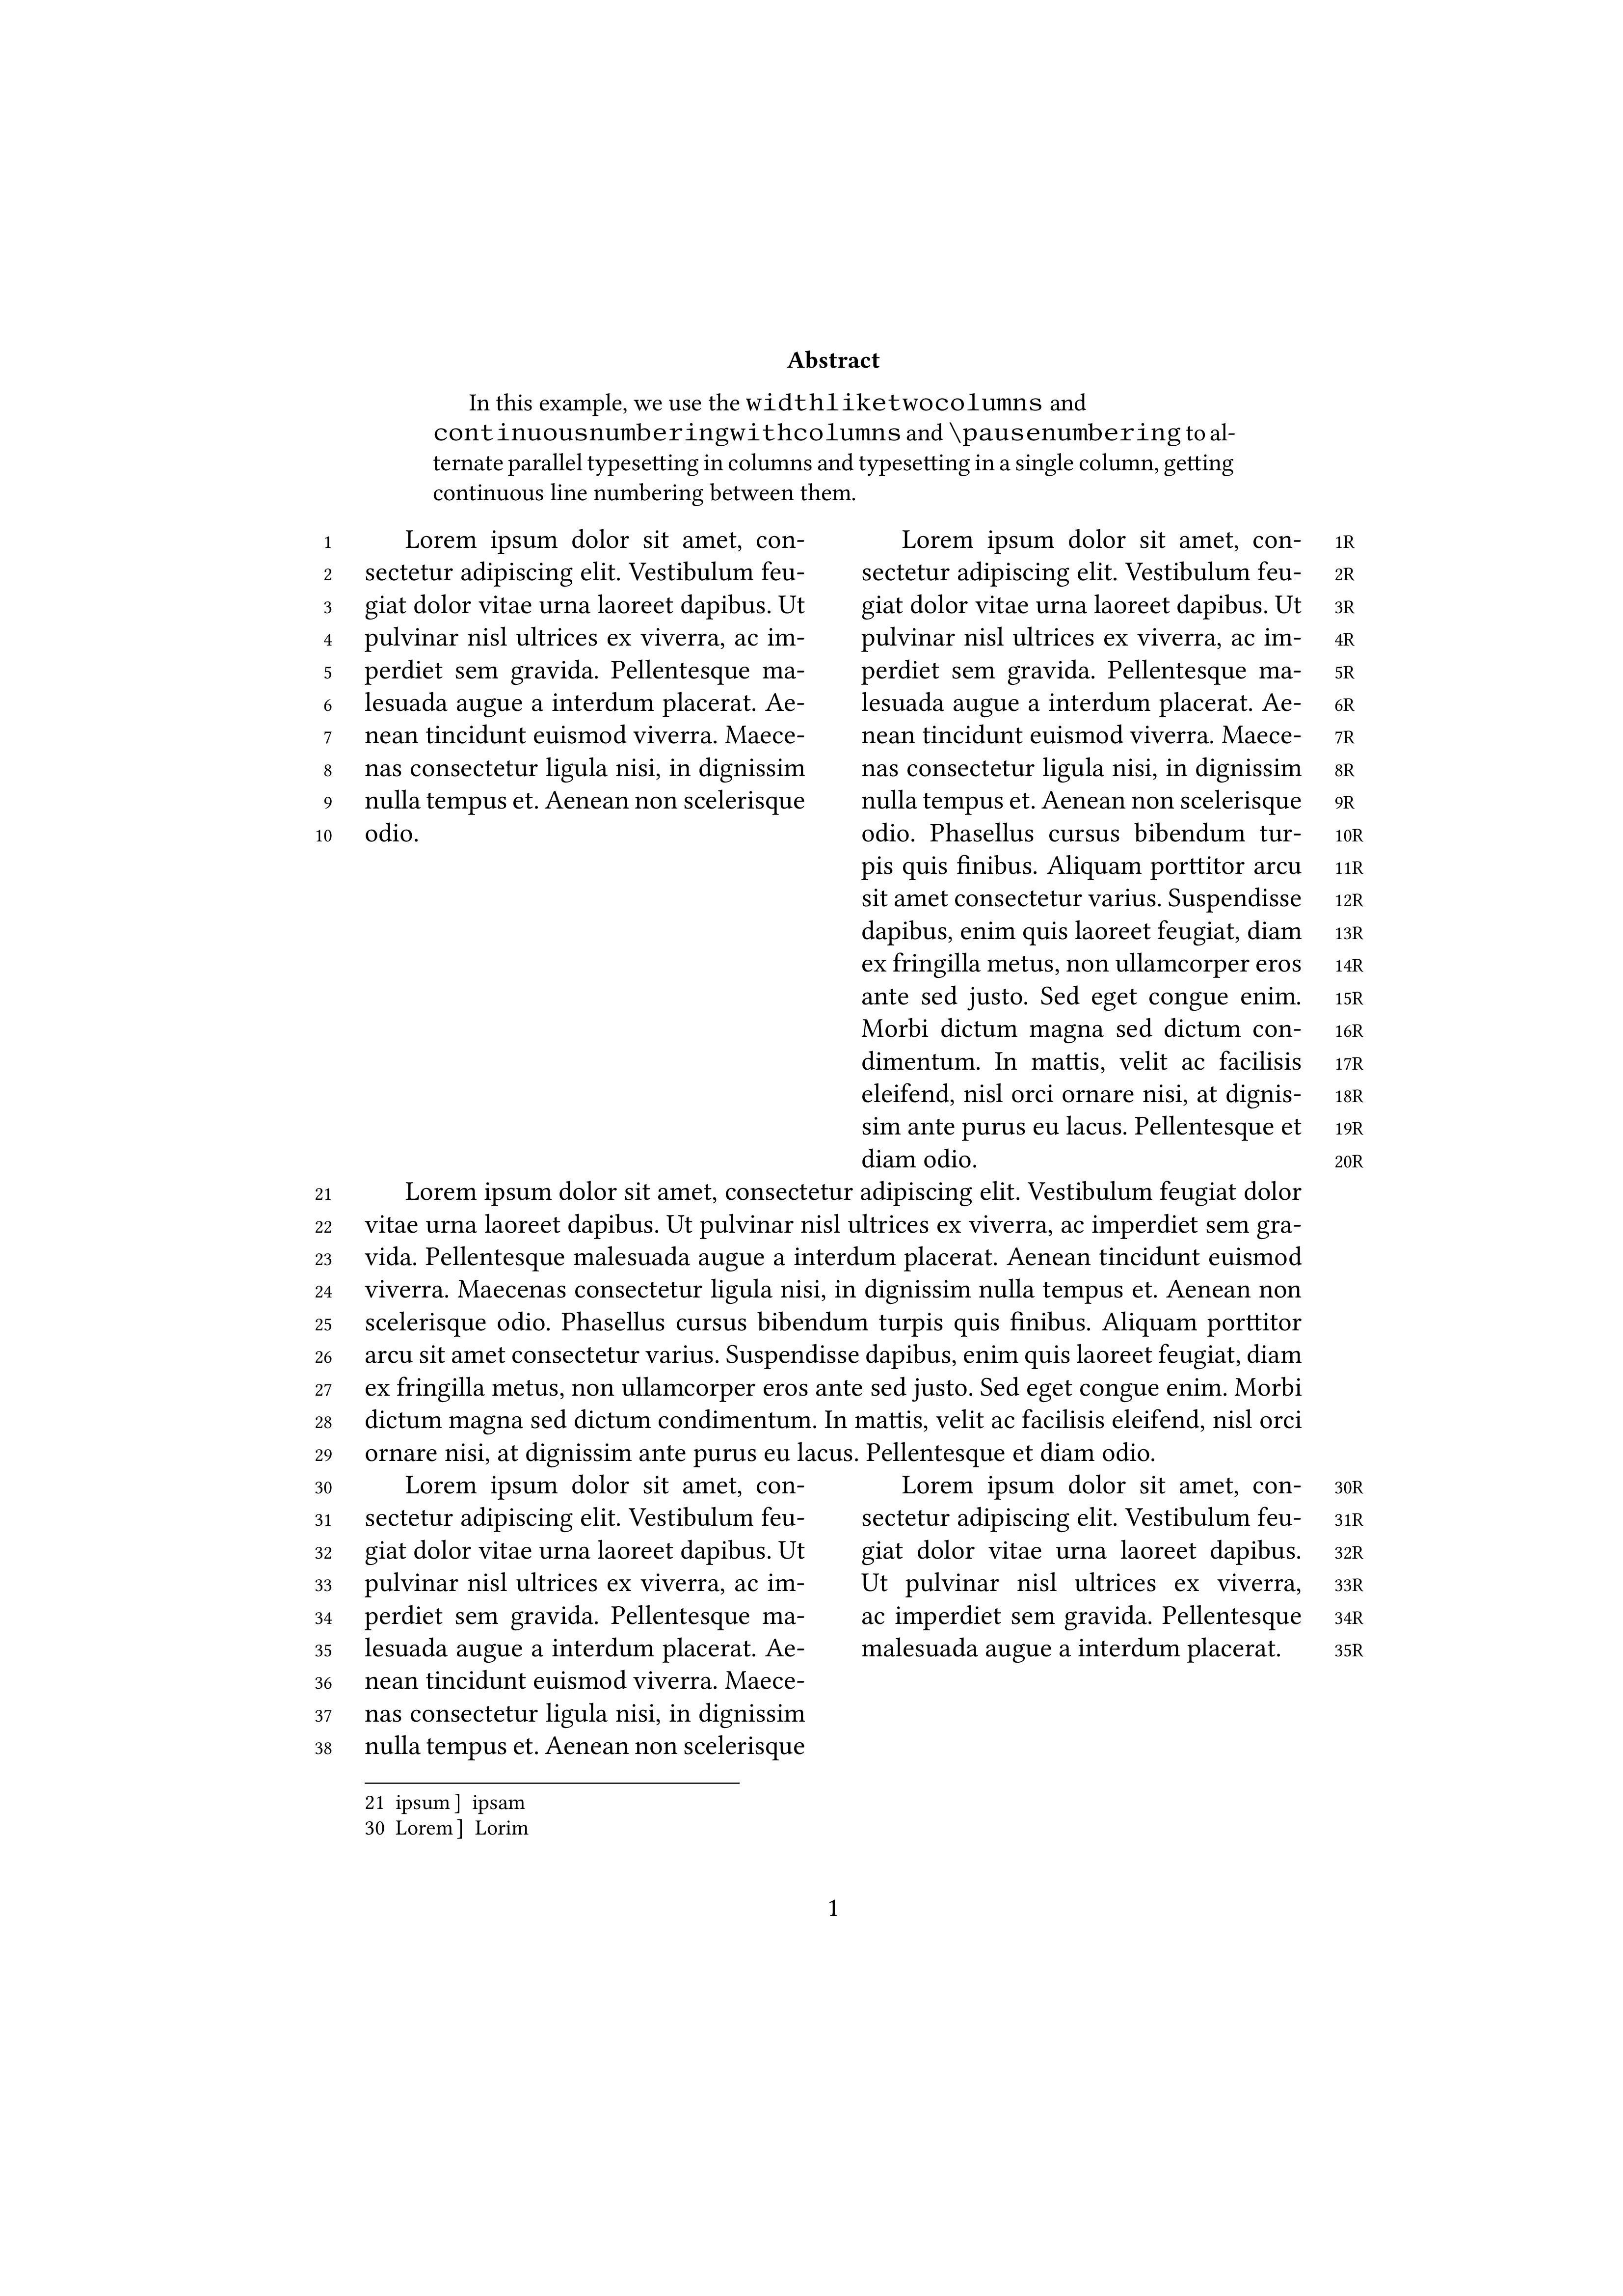 Abstract
In this example, we use the widthliketwocolumns and
continuousnumberingwithcolumns and \pausenumbering to al-
ternate parallel typesetting in columns and typesetting in a single column, getting
continuous line numbering between them.
1 Lorem ipsum dolor sit amet, con-
2 sectetur adipiscing elit. Vestibulum feu-
3 giat dolor vitae urna laoreet dapibus. Ut
4 pulvinar nisl ultrices ex viverra, ac im-
5 perdiet sem gravida. Pellentesque ma-
6 lesuada augue a interdum placerat. Ae-
7 nean tincidunt euismod viverra. Maece-
8 nas consectetur ligula nisi, in dignissim
9 nulla tempus et. Aenean non scelerisque
10 odio.
Lorem ipsum dolor sit amet, con- 1R
sectetur adipiscing elit. Vestibulum feu- 2R
giat dolor vitae urna laoreet dapibus. Ut 3R
pulvinar nisl ultrices ex viverra, ac im- 4R
perdiet sem gravida. Pellentesque ma- 5R
lesuada augue a interdum placerat. Ae- 6R
nean tincidunt euismod viverra. Maece- 7R
nas consectetur ligula nisi, in dignissim 8R
nulla tempus et. Aenean non scelerisque 9R
odio. Phasellus cursus bibendum tur- 10R
pis quis finibus. Aliquam porttitor arcu 11R
sit amet consectetur varius. Suspendisse 12R
dapibus, enim quis laoreet feugiat, diam 13R
ex fringilla metus, non ullamcorper eros 14R
ante sed justo. Sed eget congue enim. 15R
Morbi dictum magna sed dictum con- 16R
dimentum. In mattis, velit ac facilisis 17R
eleifend, nisl orci ornare nisi, at dignis- 18R
sim ante purus eu lacus. Pellentesque et 19R
diam odio. 20R
21 Lorem ipsum dolor sit amet, consectetur adipiscing elit. Vestibulum feugiat dolor
22 vitae urna laoreet dapibus. Ut pulvinar nisl ultrices ex viverra, ac imperdiet sem gra-
23 vida. Pellentesque malesuada augue a interdum placerat. Aenean tincidunt euismod
24 viverra. Maecenas consectetur ligula nisi, in dignissim nulla tempus et. Aenean non
25 scelerisque odio. Phasellus cursus bibendum turpis quis finibus. Aliquam porttitor
26 arcu sit amet consectetur varius. Suspendisse dapibus, enim quis laoreet feugiat, diam
27 ex fringilla metus, non ullamcorper eros ante sed justo. Sed eget congue enim. Morbi
28 dictum magna sed dictum condimentum. In mattis, velit ac facilisis eleifend, nisl orci
29 ornare nisi, at dignissim ante purus eu lacus. Pellentesque et diam odio.
30 Lorem ipsum dolor sit amet, con-
31 sectetur adipiscing elit. Vestibulum feu-
32 giat dolor vitae urna laoreet dapibus. Ut
33 pulvinar nisl ultrices ex viverra, ac im-
34 perdiet sem gravida. Pellentesque ma-
35 lesuada augue a interdum placerat. Ae-
36 nean tincidunt euismod viverra. Maece-
37 nas consectetur ligula nisi, in dignissim
38 nulla tempus et. Aenean non scelerisque
Lorem ipsum dolor sit amet, con- 30R
sectetur adipiscing elit. Vestibulum feu- 31R
giat dolor vitae urna laoreet dapibus. 32R
Ut pulvinar nisl ultrices ex viverra, 33R
ac imperdiet sem gravida. Pellentesque 34R
malesuada augue a interdum placerat. 35R
21 ipsum ] ipsam
30 Lorem ] Lorim
1